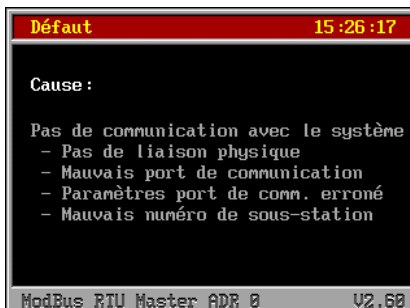 Défaut 15:26:17
Cause:
Pas de communication avec le système
- Pas de liaison physique
- Mauvais port de communication
- Paramètres port de comm. erroné
- Mauvais numéro de sous-station
ModBus RTU Master ADR 0 V2.60